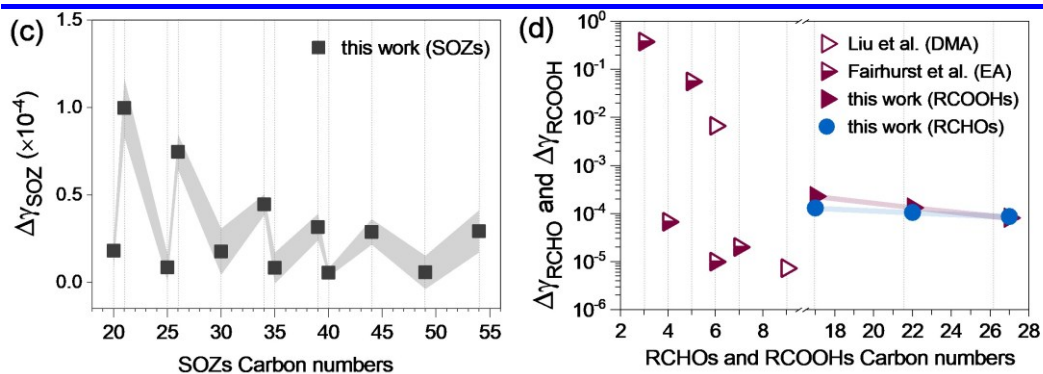 (c)
this work (SOZs)
1.5
1.0
0.5
0.0
ΔγSOZ (×10-4)
20 25 30 35 40 45 50 55
SOZs Carbon numbers
(d)
Liu et al. (DMA)
Fairhurst et al. (EA)
this work (RCOOHs)
this work (RCHOs)
100
10-1
10-2
10-3
10-4
10-5
10-6
ΔγRCHO and ΔγRCOOH
2 4 6 8 18 20 22 24 26 28
RCHOs and RCOOHs Carbon numbers